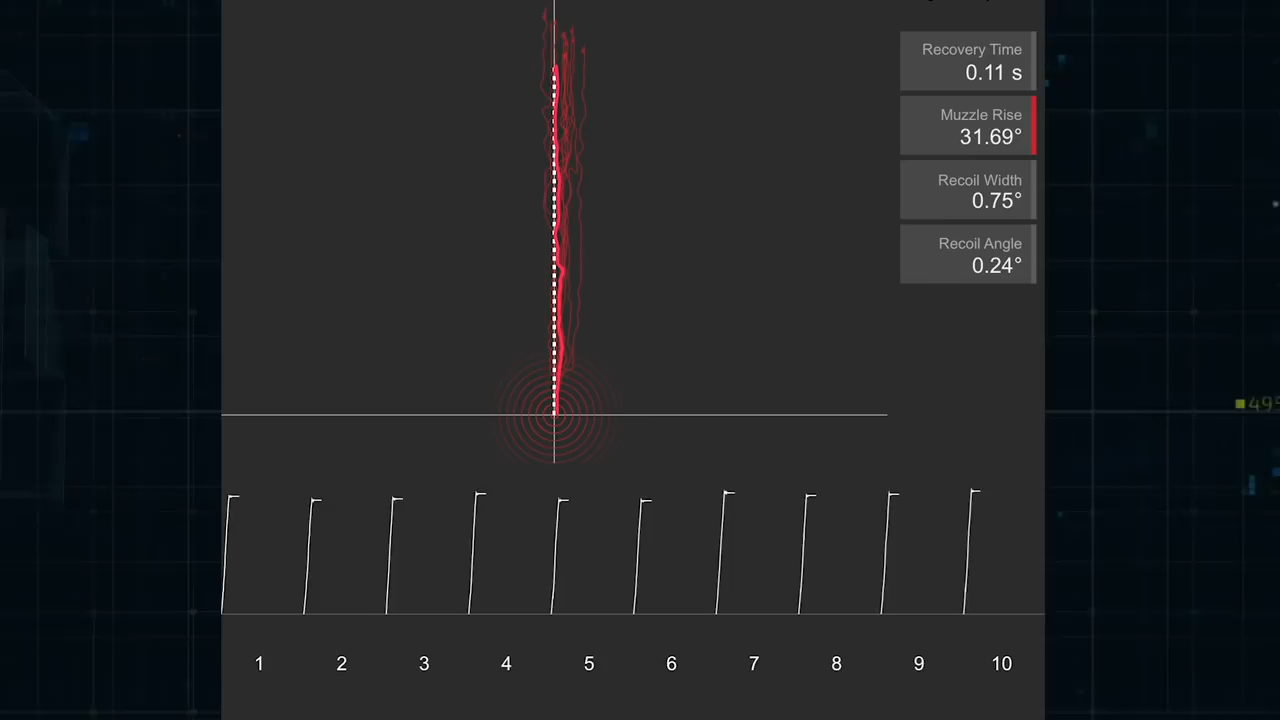 Recovery Time
0.11 s
Muzzle Rise
31.69°
Recoil Width
0.75°
Recoil Angle
0.24°
1 2 3 4 5 6 7 8 9 10